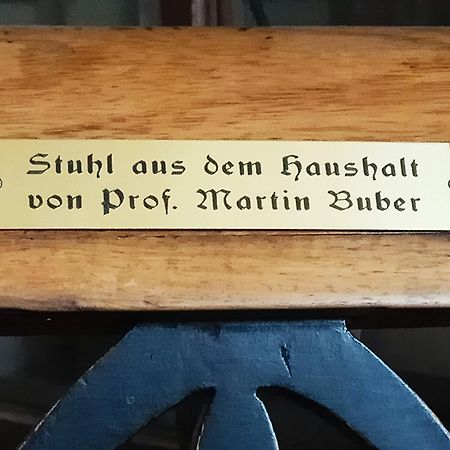 Stuhl aus dem Haushalt
von Prof. Martin Buber